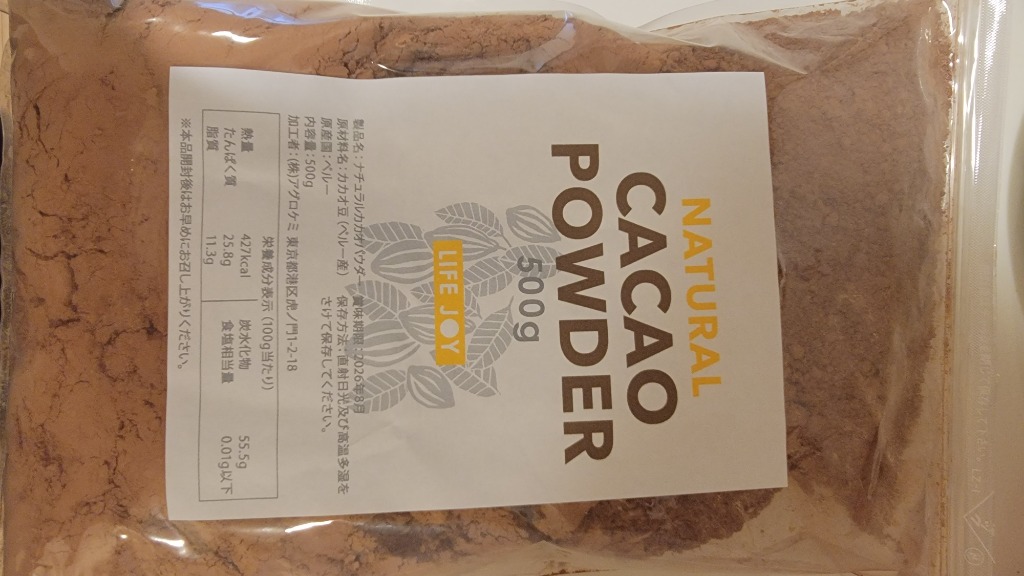 NATURAL
CACAO
POWDER
500g
LIFE JOY
製品名：ナチュラルカカオパウダー
原材料名：カカオ豆（ペルー産）
原産国：ペルー
内容量：500g
賞味期限：2026年8月
保存方法：直射日光及び高温多湿を
さけて保存してください。
加工者：(株)アグロケミ 東京都港区虎ノ門1-2-18
栄養成分表示（100g当たり）
熱量 427kcal 炭水化物 55.5g
たんぱく質 25.8g 食塩相当量 0.01g以下
脂質 11.3g
※本品開封後はお早めにお召し上がりください。